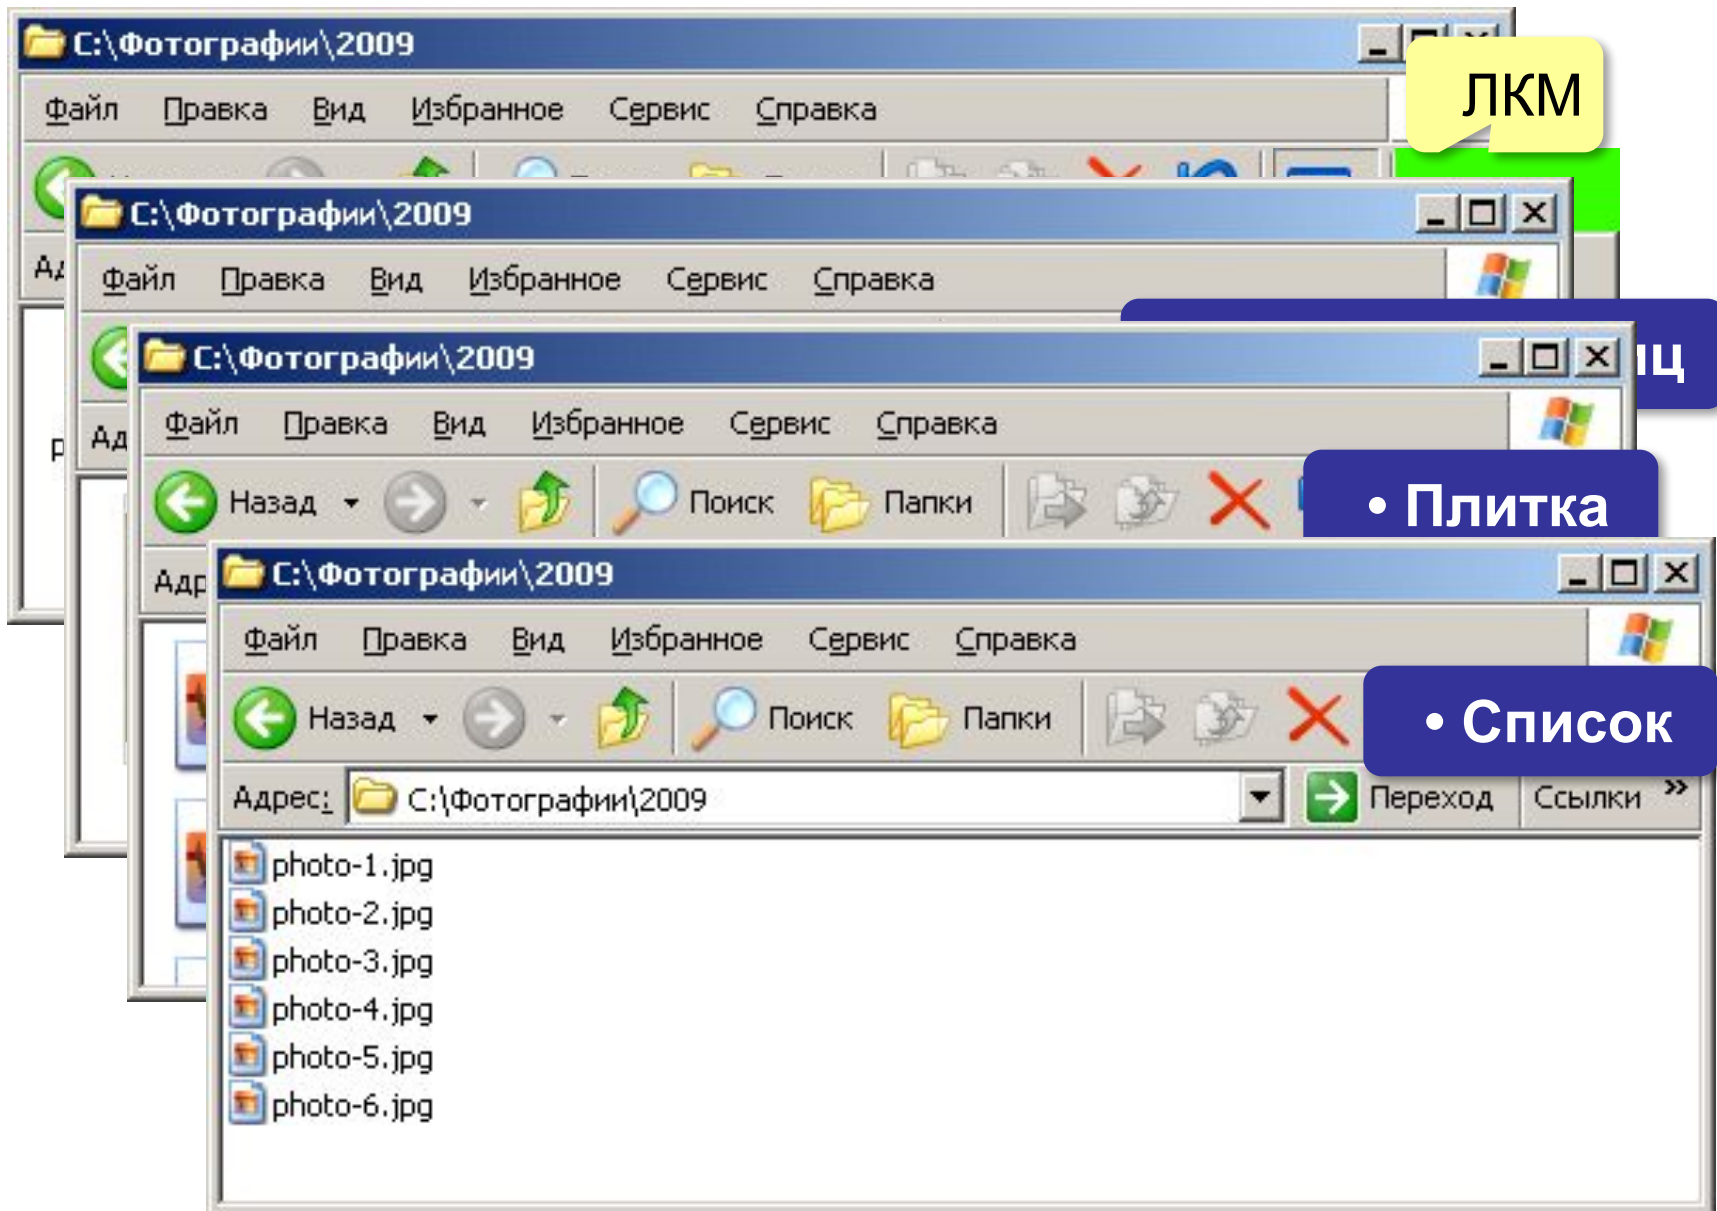 C:\Фотографии\2009
Файл Правка Вид Избранное Сервис Справка
ЛКМ
C:\Фотографии\2009
Файл Правка Вид Избранное Сервис Справка
C:\Фотографии\2009
Файл Правка Вид Избранное Сервис Справка
Назад Поиск Папки
• Плитка
C:\Фотографии\2009
Файл Правка Вид Избранное Сервис Справка
Назад Поиск Папки
• Список
Адрес: C:\Фотографии\2009 Переход Ссылки »
photo-1.jpg
photo-2.jpg
photo-3.jpg
photo-4.jpg
photo-5.jpg
photo-6.jpg